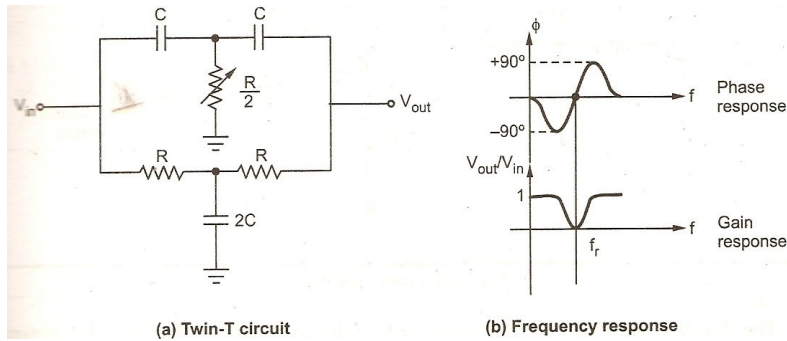 C C
R
2
V_in V_out
R R
2C
(a) Twin-T circuit
ϕ
+90°
f Phase
response
–90°
V_out/V_in
1
f Gain
response
f_r
(b) Frequency response